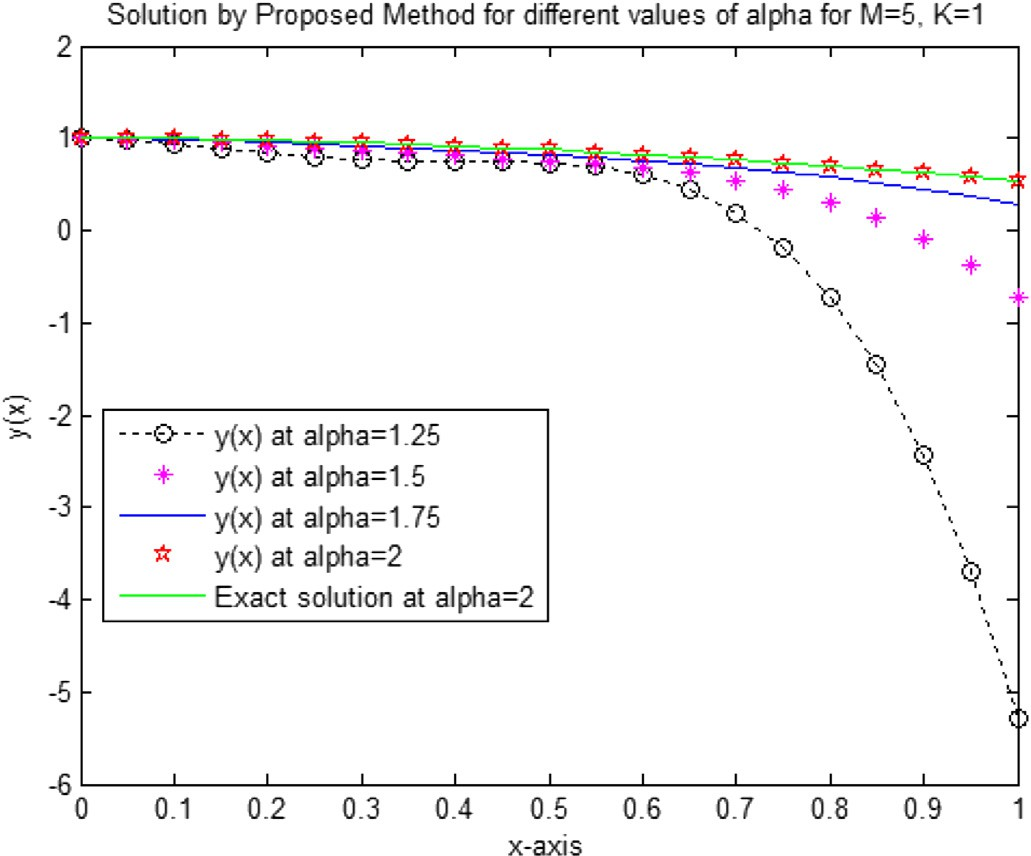 Solution by Proposed Method for different values of alpha for M=5, K=1
2
1
0
-1
-2
-3
-4
-5
-6
y(x)
y(x) at alpha=1.25
y(x) at alpha=1.5
y(x) at alpha=1.75
y(x) at alpha=2
Exact solution at alpha=2
0 0.1 0.2 0.3 0.4 0.5 0.6 0.7 0.8 0.9 1
x-axis